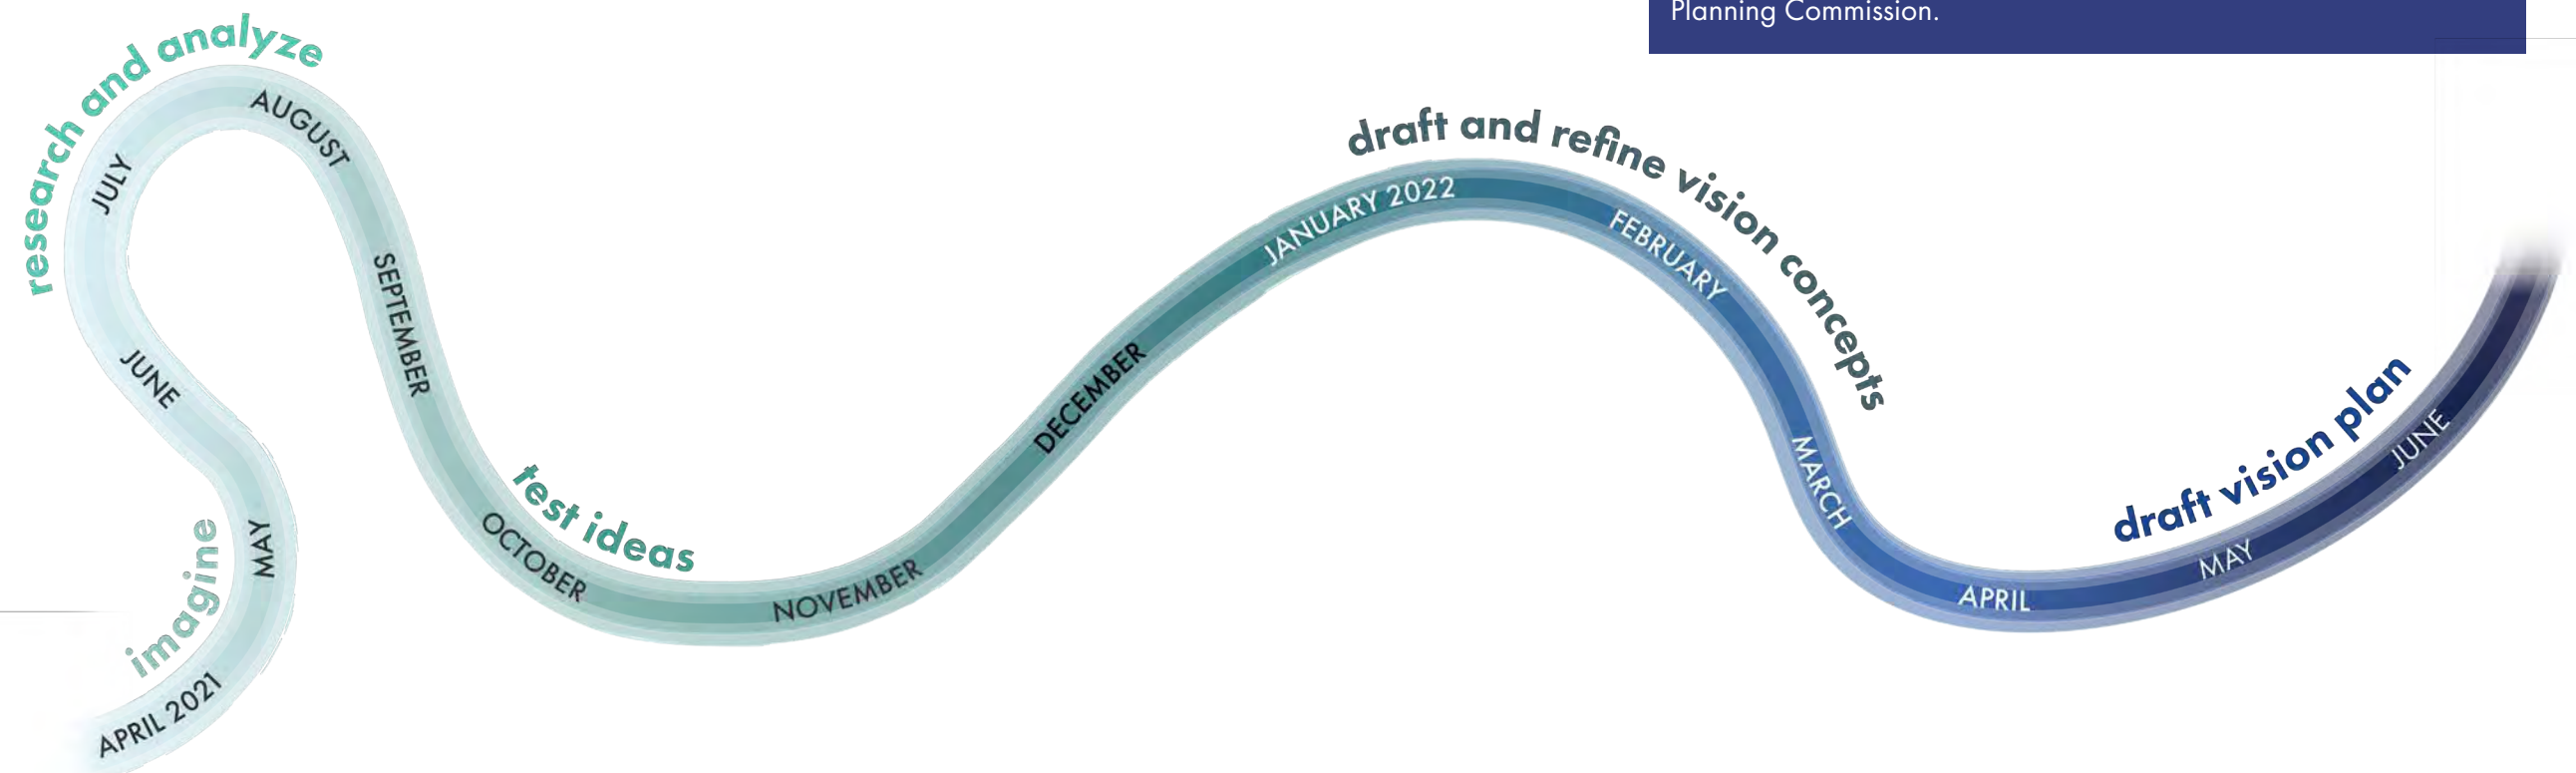 Planning Commission.
imagine
APRIL 2021
MAY
JUNE
research and analyze
JULY
AUGUST
SEPTEMBER
test ideas
OCTOBER
NOVEMBER
DECEMBER
draft and refine vision concepts
JANUARY 2022
FEBRUARY
MARCH
APRIL
draft vision plan
MAY
JUNE